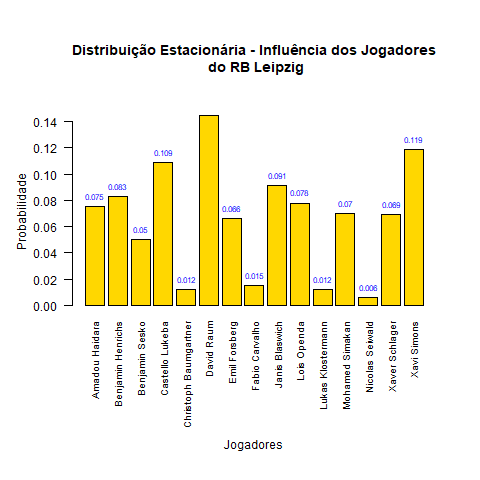 Distribuição Estacionária - Influência dos Jogadores
do RB Leipzig
Probabilidade
0.14
0.12
0.10
0.08
0.06
0.04
0.02
0.00
0.075
0.083
0.05
0.109
0.012
0.066
0.015
0.091
0.078
0.012
0.07
0.006
0.069
0.119
Amadou Haidara
Benjamin Henrichs
Benjamin Sesko
Castello Lukeba
Christoph Baumgartner
David Raum
Emil Forsberg
Fabio Carvalho
Janis Blaswich
Lois Openda
Lukas Klostermann
Mohamed Simakan
Nicolas Seiwald
Xaver Schlager
Xavi Simons
Jogadores